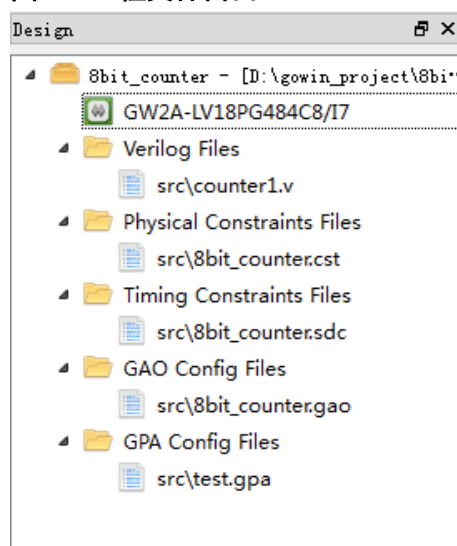 Design
8bit_counter - [D:\gowin_project\8bi
GW2A-LV18PG484C8/I7
Verilog Files
src\counter1.v
Physical Constraints Files
src\8bit_counter.cst
Timing Constraints Files
src\8bit_counter.sdc
GAO Config Files
src\8bit_counter.gao
GPA Config Files
src\test.gpa